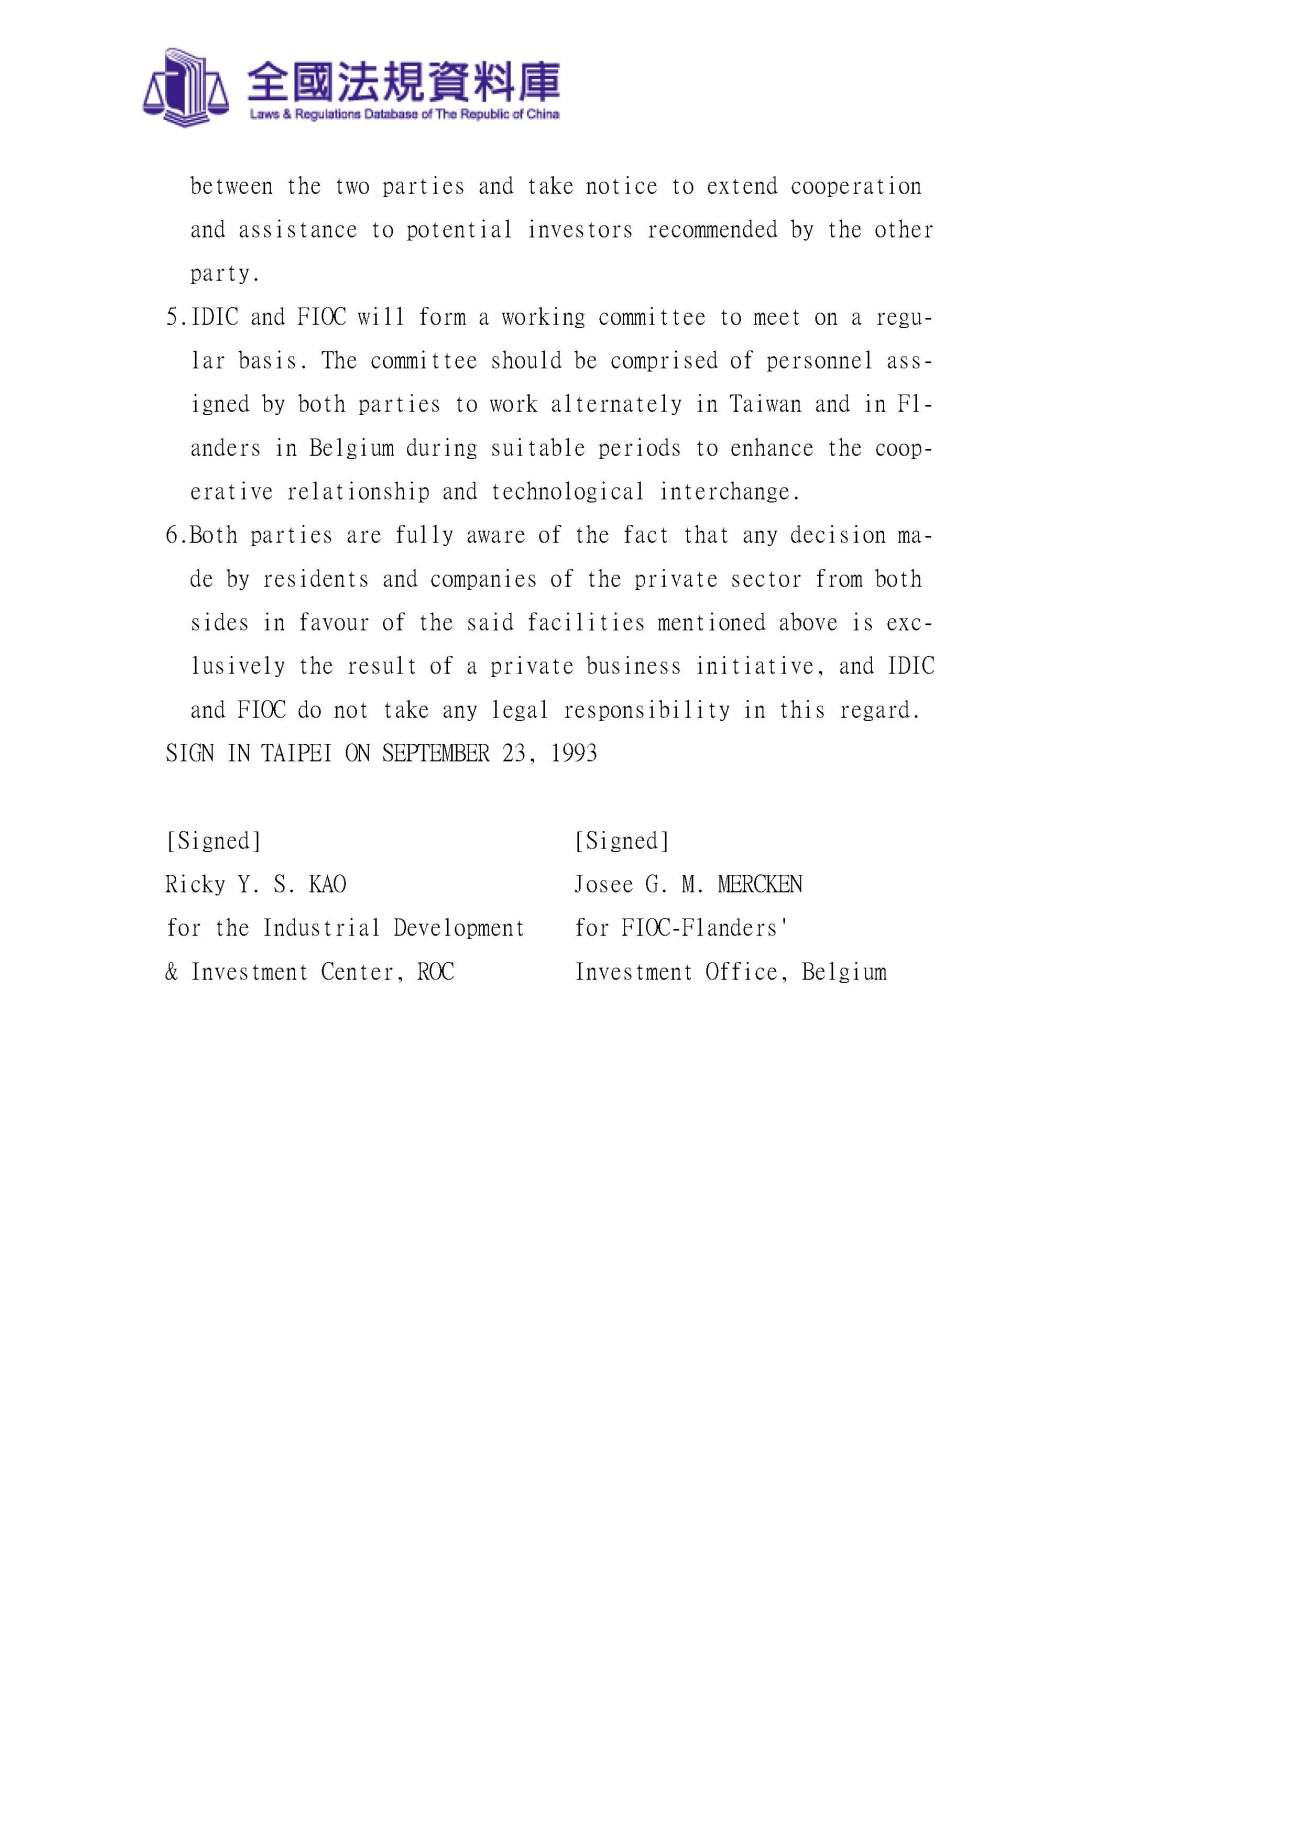 全國法規資料庫
Laws & Regulations Database of The Republic of China
between the two parties and take notice to extend cooperation
and assistance to potential investors recommended by the other
party.
5.IDIC and FIOC will form a working committee to meet on a regu-
lar basis. The committee should be comprised of personnel ass-
igned by both parties to work alternately in Taiwan and in Fl-
anders in Belgium during suitable periods to enhance the coop-
erative relationship and technological interchange.
6.Both parties are fully aware of the fact that any decision ma-
de by residents and companies of the private sector from both
sides in favour of the said facilities mentioned above is exc-
lusively the result of a private business initiative, and IDIC
and FIOC do not take any legal responsibility in this regard.
SIGN IN TAIPEI ON SEPTEMBER 23, 1993
[Signed] [Signed]
Ricky Y. S. KAO Josee G. M. MERCKEN
for the Industrial Development for FIOC-Flanders'
& Investment Center, ROC Investment Office, Belgium